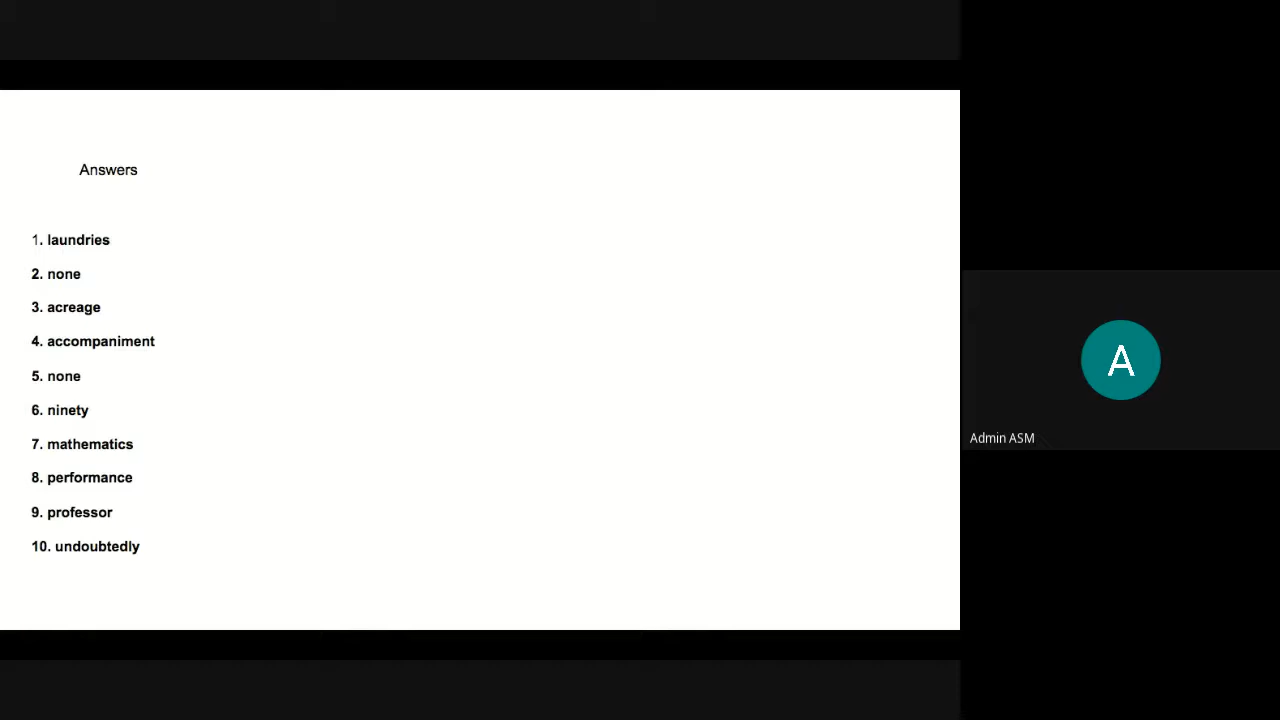 Answers
1. laundries
2. none
3. acreage
4. accompaniment
5. none
6. ninety
7. mathematics
8. performance
9. professor
10. undoubtedly
A
Admin ASM